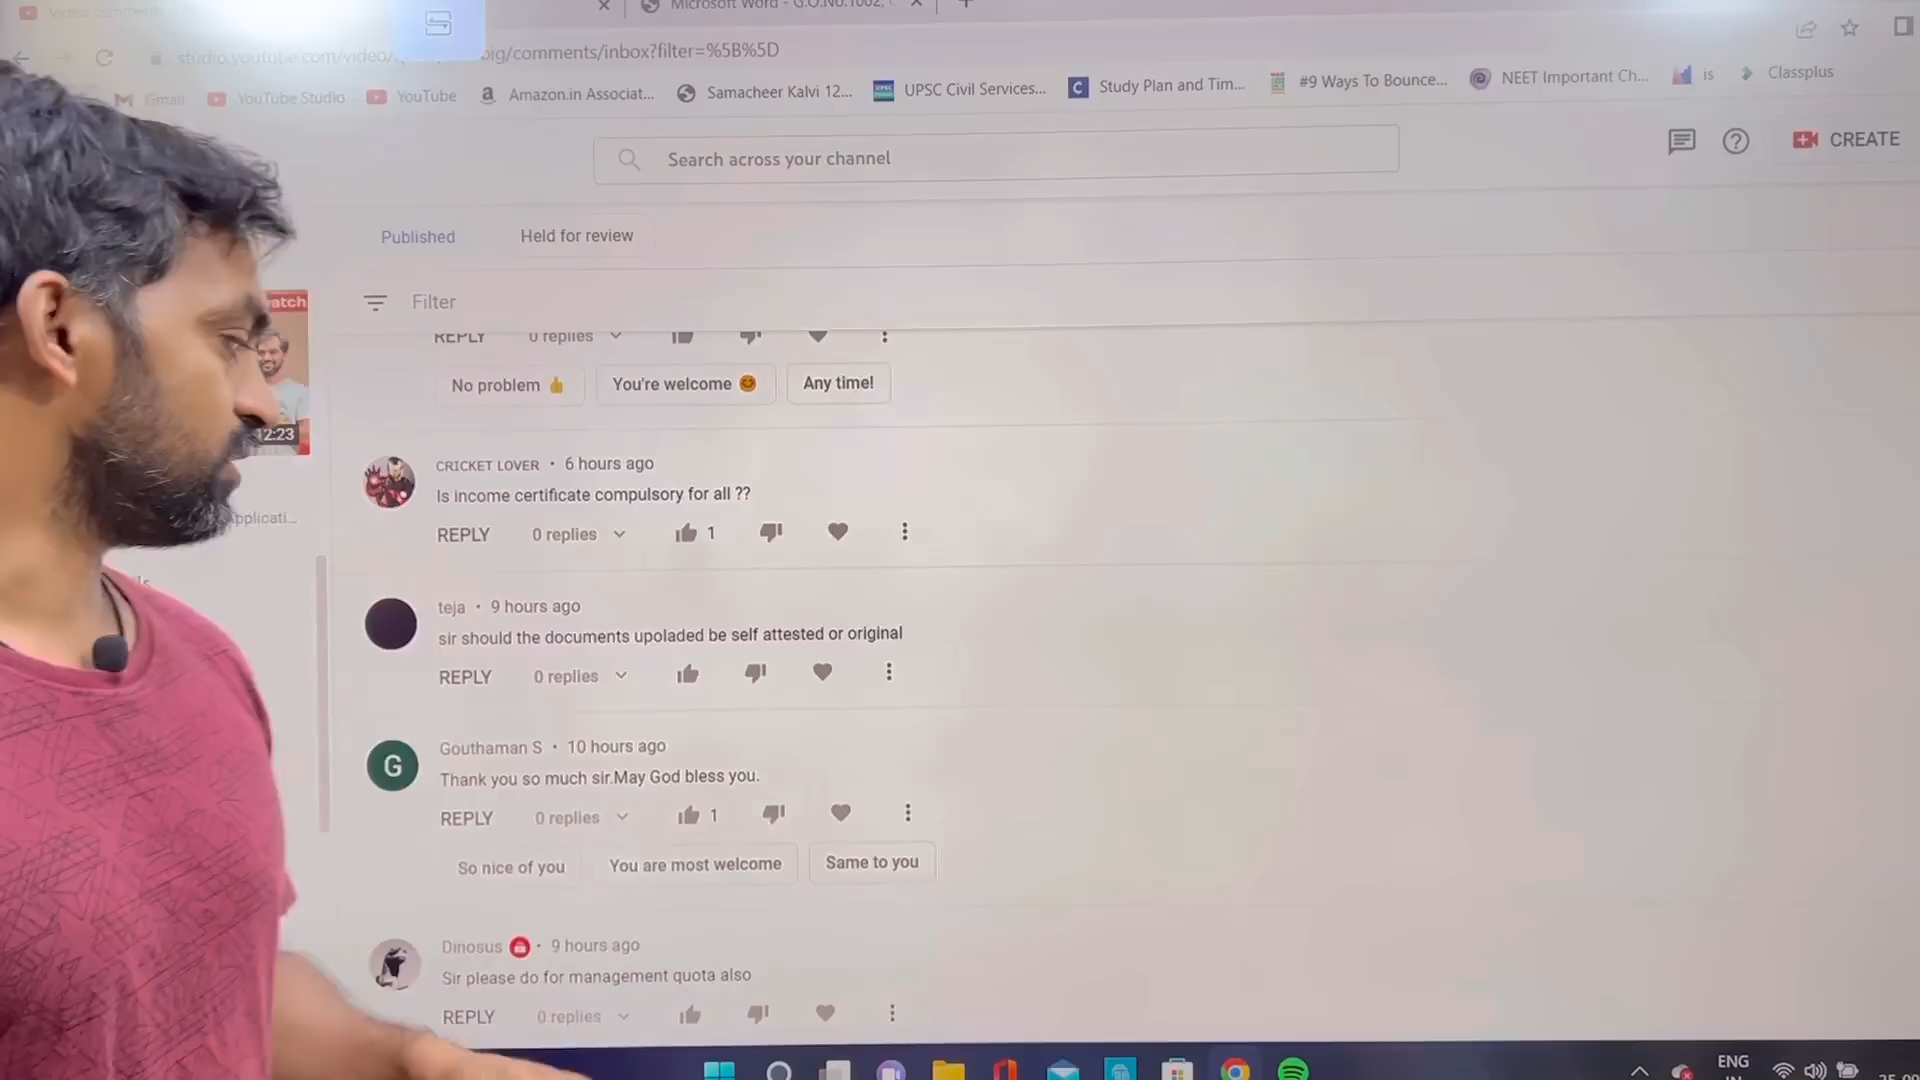 Microsoft Word - G.O.No.1002,
studio.youtube.com/video/
big/comments/inbox?filter=%5B%5D
Gmail YouTube Studio YouTube Amazon.in Associat... Samacheer Kalvi 12... UPSC Civil Services... Study Plan and Tim... #9 Ways To Bounce... NEET Important Ch... is Classplus
Search across your channel
CREATE
Published Held for review
Filter
atch
12:23
pplicati...
REPLY 0 replies
No problem 👍 You're welcome 😊 Any time!
CRICKET LOVER • 6 hours ago
Is income certificate compulsory for all ??
REPLY 0 replies 1
teja • 9 hours ago
sir should the documents upoladed be self attested or original
REPLY 0 replies
G
Gouthaman S • 10 hours ago
Thank you so much sir.May God bless you.
REPLY 0 replies 1
So nice of you You are most welcome Same to you
Dinosus • 9 hours ago
Sir please do for management quota also
REPLY 0 replies
ENG